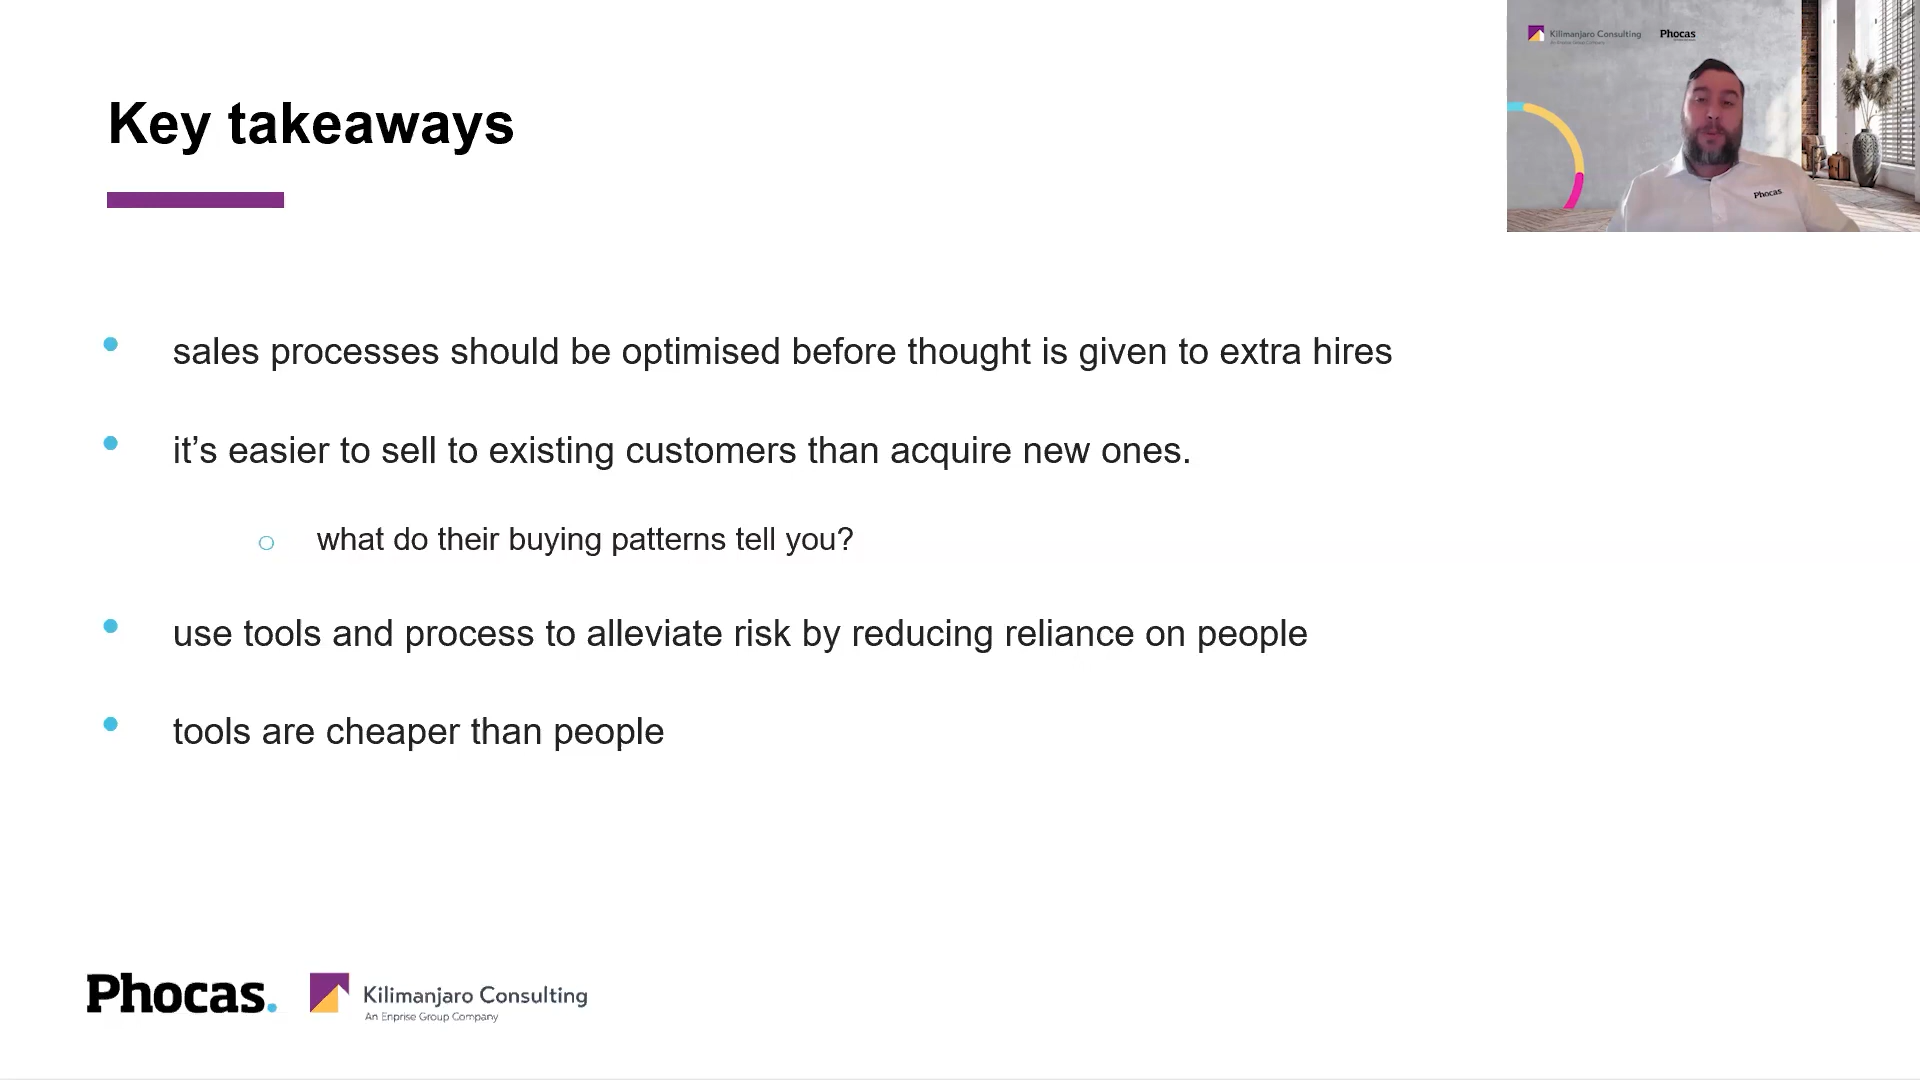 Kilimanjaro Consulting
Phocas
Key takeaways
Phocas
• sales processes should be optimised before thought is given to extra hires
• it’s easier to sell to existing customers than acquire new ones.
o what do their buying patterns tell you?
• use tools and process to alleviate risk by reducing reliance on people
• tools are cheaper than people
Phocas.
Kilimanjaro Consulting
An Enprise Group Company